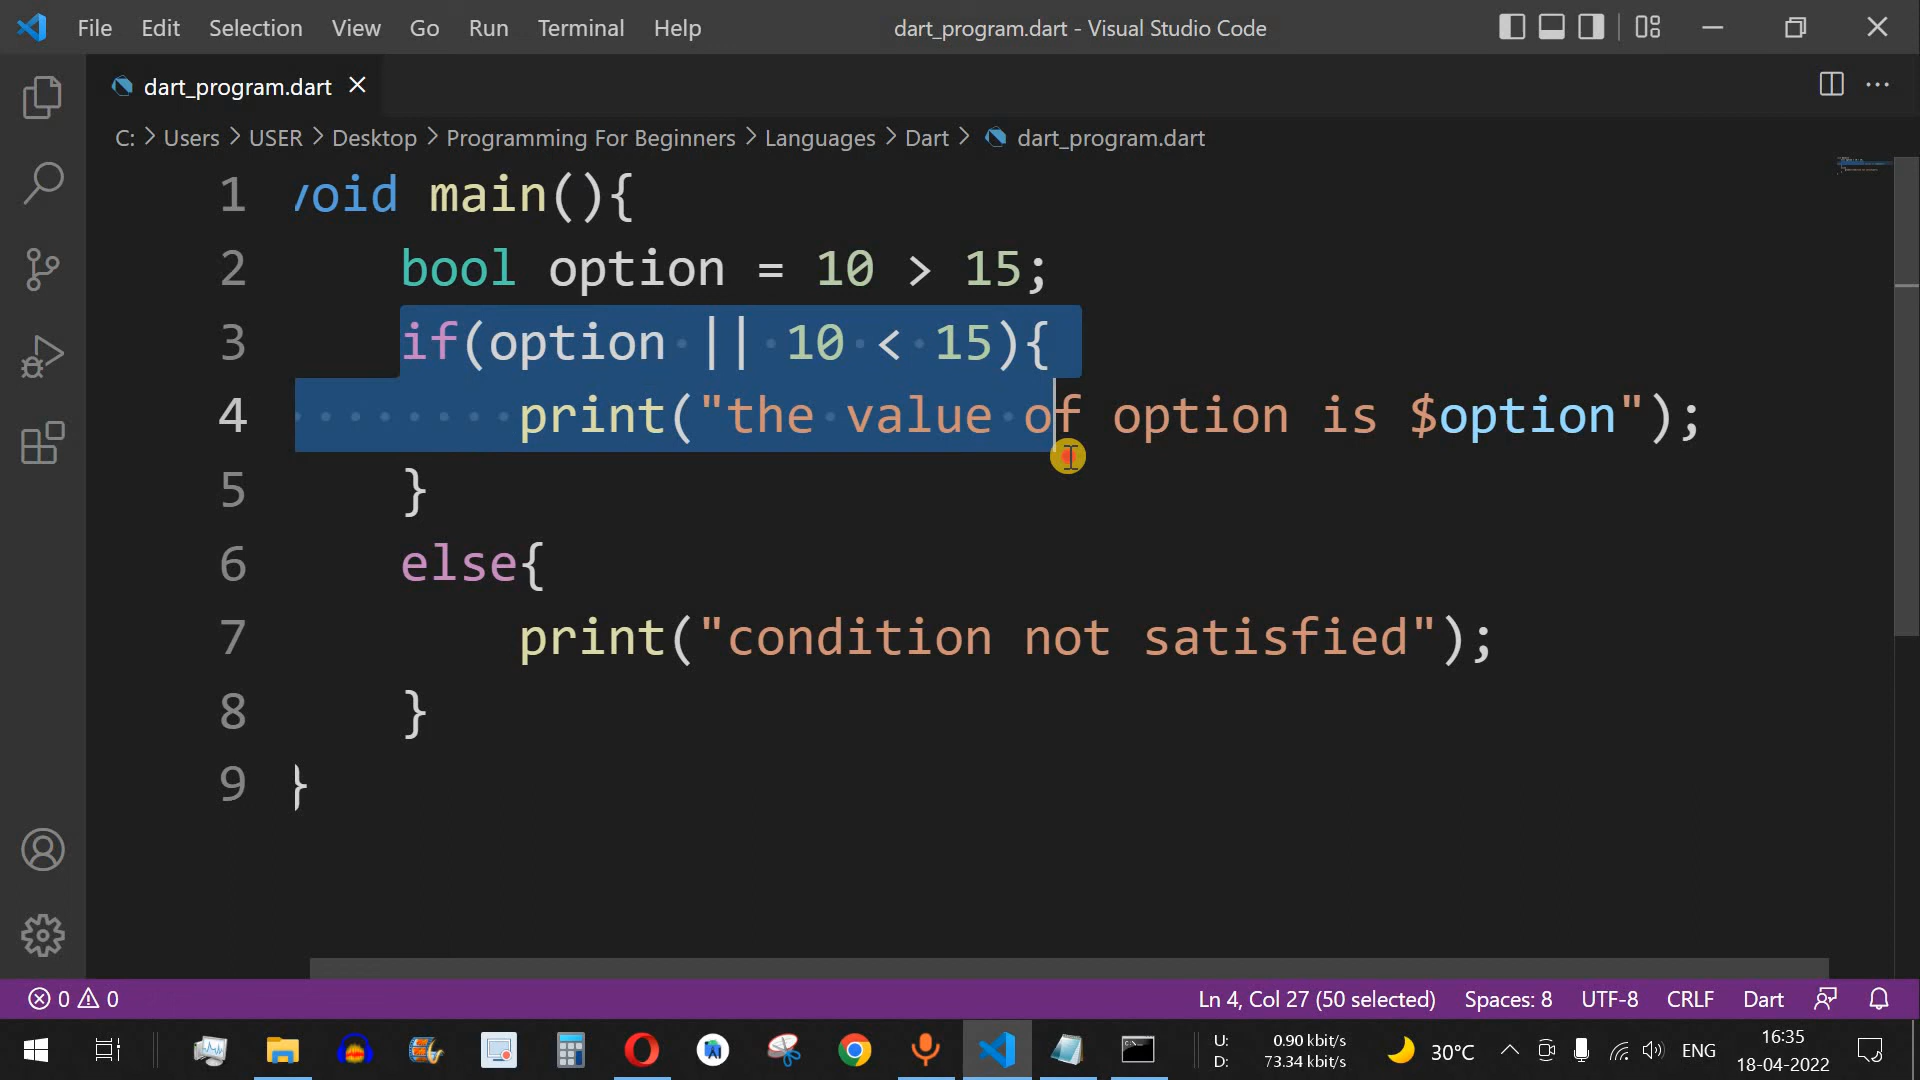 File Edit Selection View Go Run Terminal Help dart_program.dart - Visual Studio Code
dart_program.dart
C: > Users > USER > Desktop > Programming For Beginners > Languages > Dart > dart_program.dart
1 void main(){
2 bool option = 10 > 15;
3 if(option || 10 < 15){
4 print("the value of option is $option");
5 }
6 else{
7 print("condition not satisfied");
8 }
9 }
0 0 Ln 4, Col 27 (50 selected) Spaces: 8 UTF-8 CRLF Dart
U: 0.90 kbit/s
D: 73.34 kbit/s
30°C ENG
16:35
18-04-2022